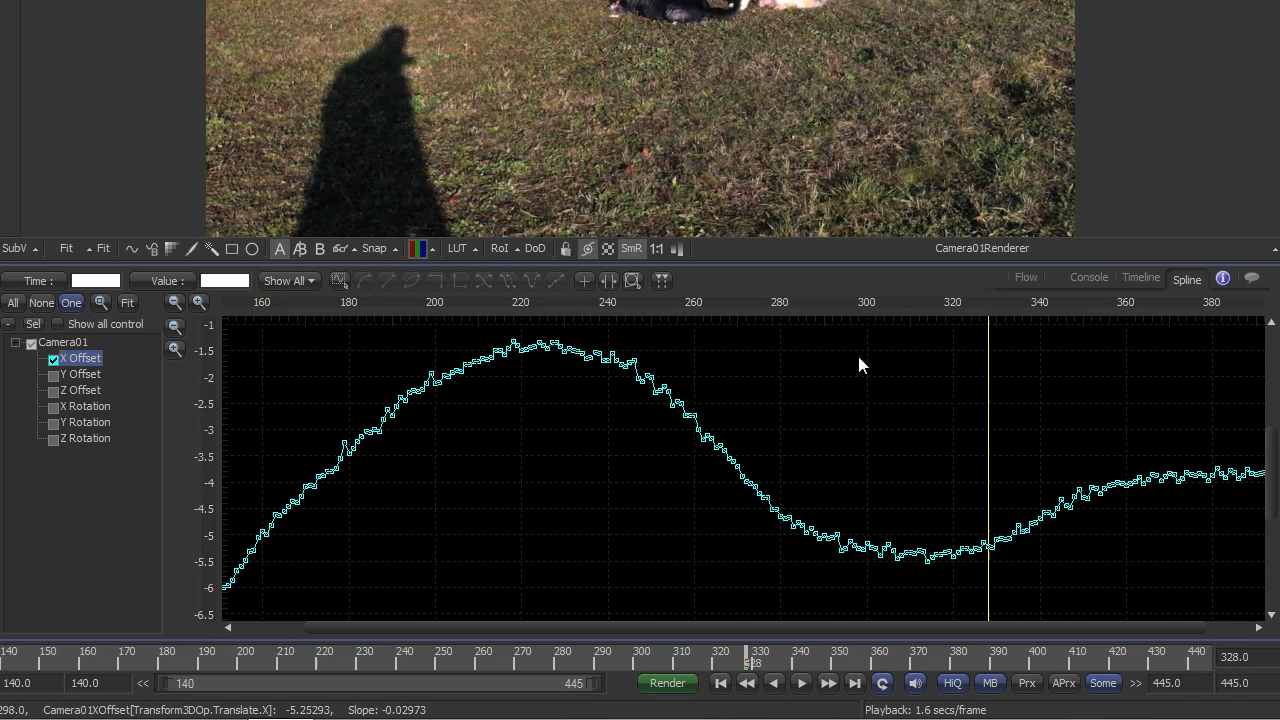 SubV Fit Fit A B B Snap LUT RoI DoD SmR 1:1 Camera01Renderer
Time : Value : Show All Flow Console Timeline Spline
All None One Fit 160 180 200 220 240 260 280 300 320 340 360 380
- Sel Show all control
-1
Camera01
-1.5
X Offset
-2
Y Offset
Z Offset
-2.5
X Rotation
-3
Y Rotation
Z Rotation
-3.5
-4
-4.5
-5
-5.5
-6
-6.5
140 150 160 170 180 190 200 210 220 230 240 250 260 270 280 290 300 310 320 330 340 350 360 370 380 390 400 410 420 430 440 328.0
140.0 140.0 << 140 445 Render HiQ MB Prx APrx Some >> 445.0 445.0
298.0, Camera01XOffset[Transform3DOp.Translate.X]: -5.25293, Slope: -0.02973 Playback: 1.6 secs/frame